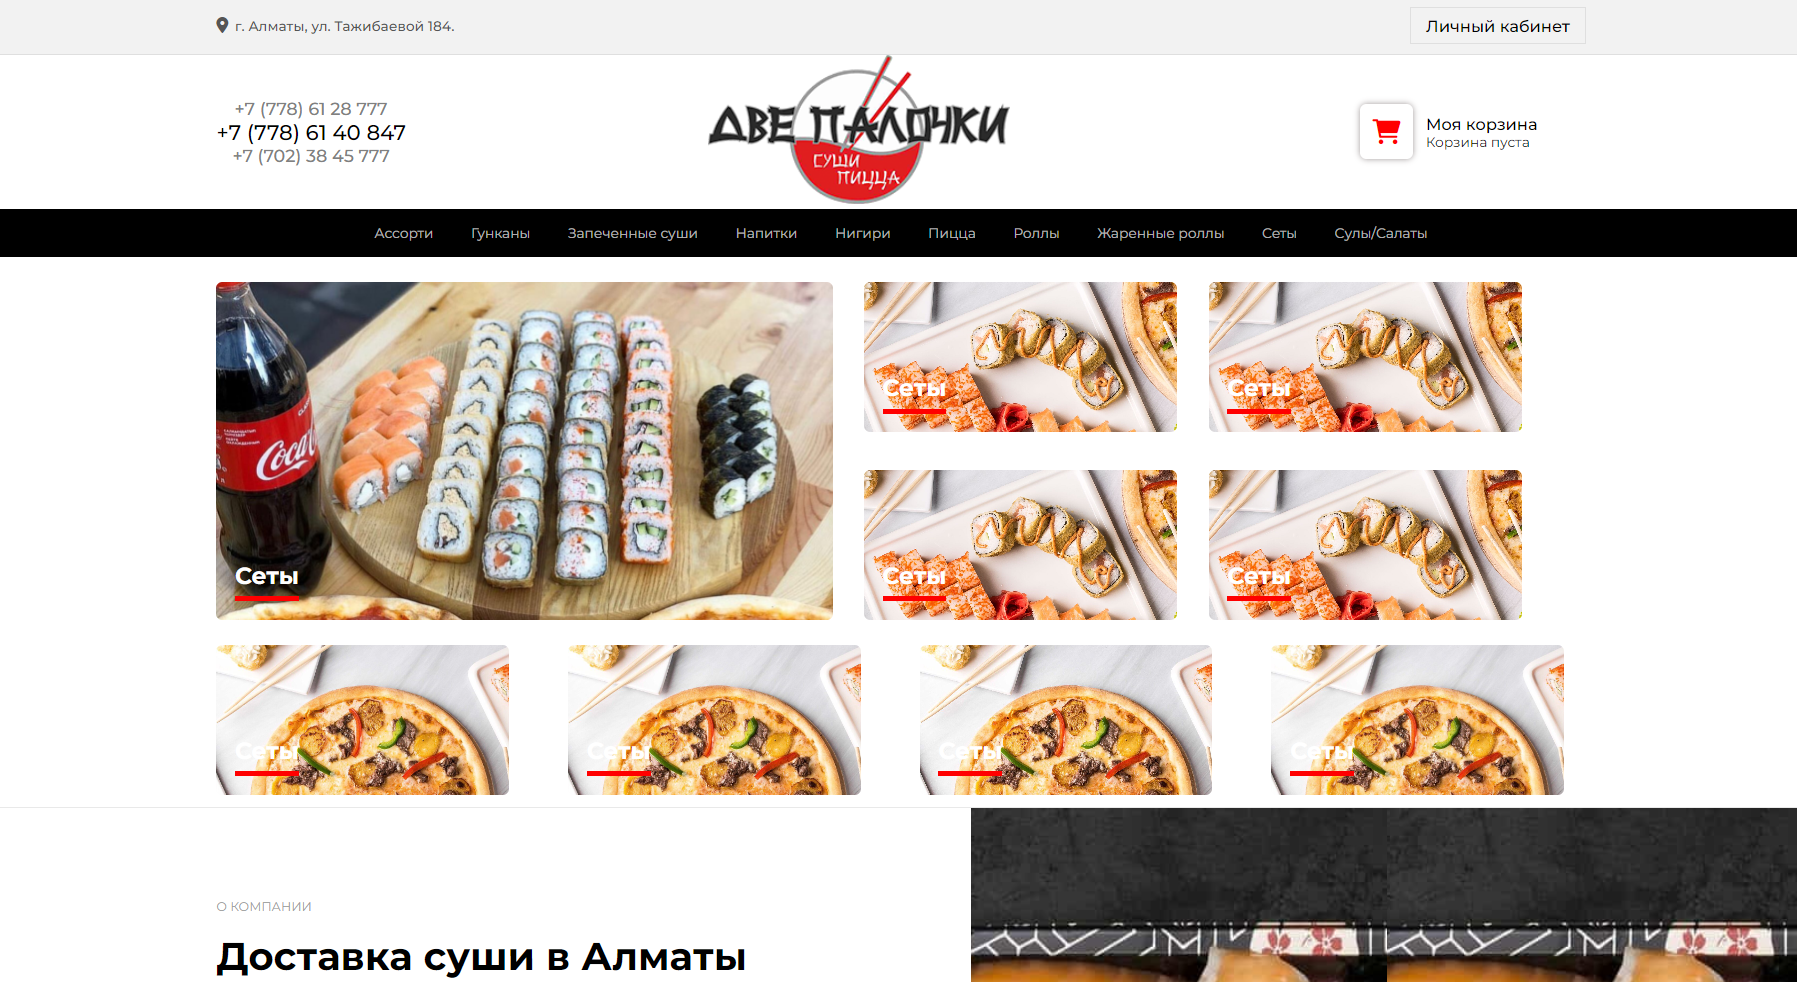 г. Алматы, ул. Тажибаевой 184.
Личный кабинет
+7 (778) 61 28 777
+7 (778) 61 40 847
+7 (702) 38 45 777
ДВЕ ПАЛОЧКИ
СУШИ
ПИЦЦА
Моя корзина
Корзина пуста
Ассорти Гунканы Запеченные суши Напитки Нигири Пицца Роллы Жаренные роллы Сеты Супы/Салаты
Coca
Сеты
Сеты
Сеты
Сеты
Сеты
Сеты
Сеты
Сеты
Сеты
О КОМПАНИИ
Доставка суши в Алматы